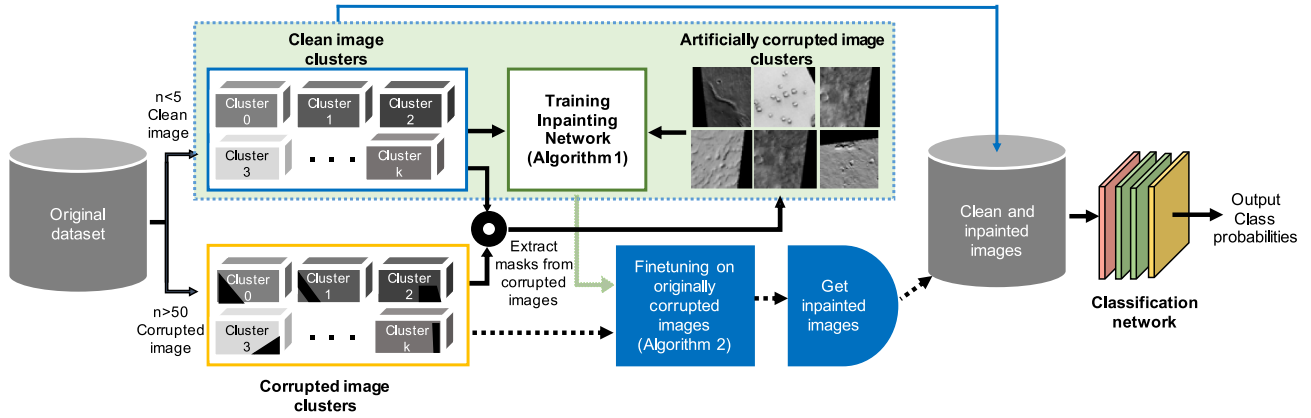 Clean image
clusters
Artificially corrupted image
clusters
n<5
Clean
image
Cluster
0
Cluster
1
Cluster
2
Cluster
3
Cluster
k
Training
Inpainting
Network
(Algorithm 1)
Original
dataset
Extract
masks from
corrupted
images
n>50
Corrupted
image
Cluster
0
Cluster
1
Cluster
2
Cluster
3
Cluster
k
Corrupted image
clusters
Finetuning on
originally
corrupted
images
(Algorithm 2)
Get
inpainted
images
Clean and
inpainted
images
Classification
network
Output
Class
probabilities